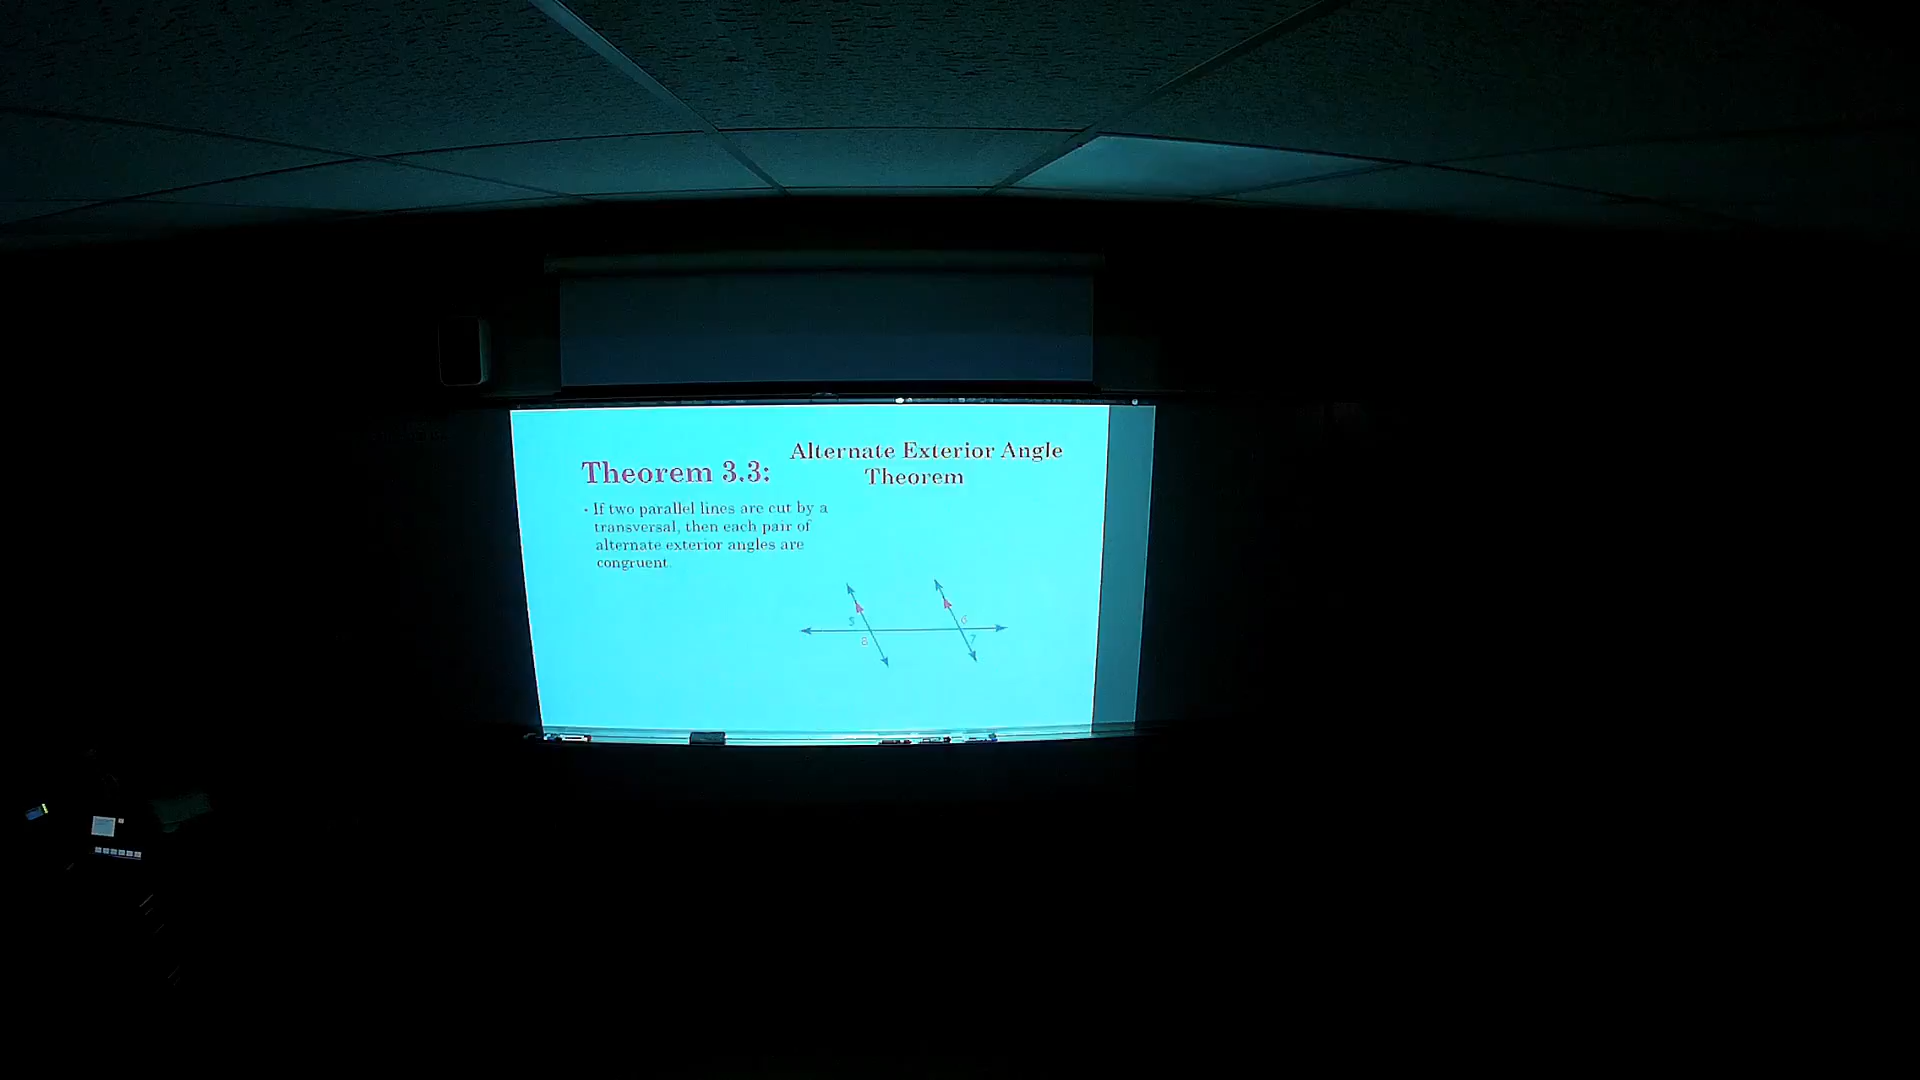 Theorem 3.3:
Alternate Exterior Angle
Theorem
- If two parallel lines are cut by a
transversal, then each pair of
alternate exterior angles are
congruent.
5
6
8
7